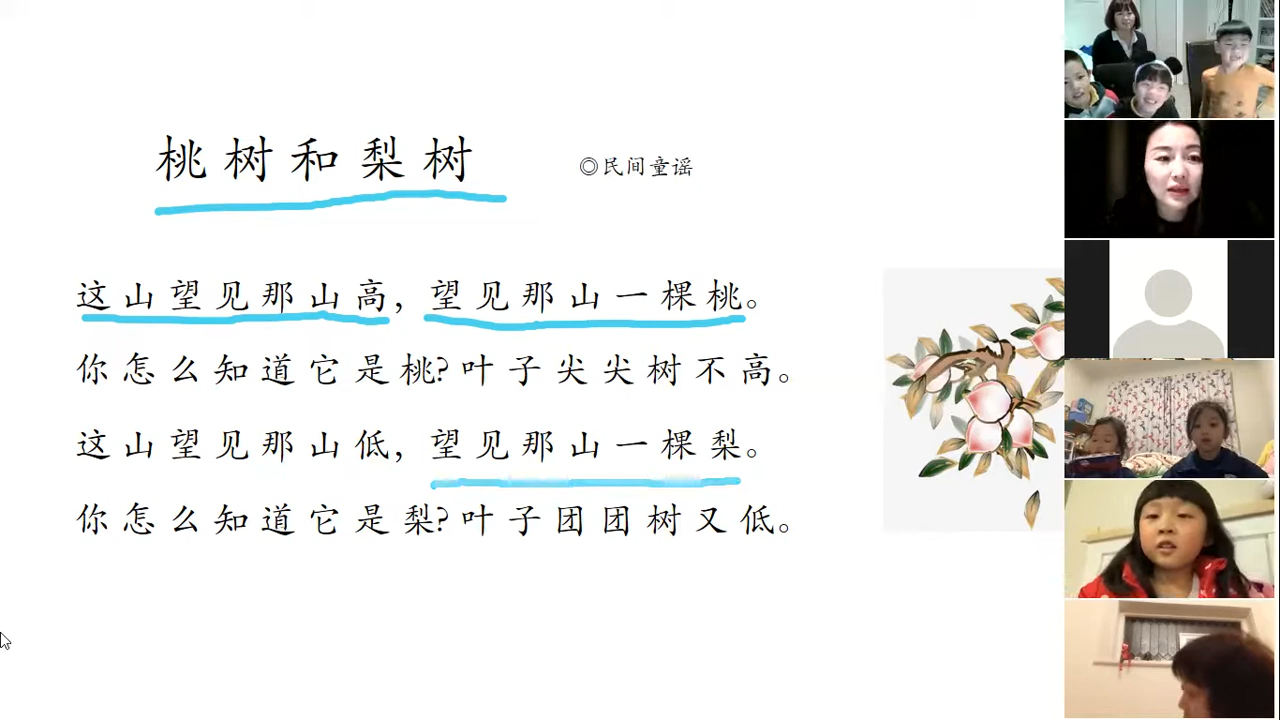 桃树和梨树 ◎民间童谣
这山望见那山高，望见那山一棵桃。
你怎么知道它是桃？叶子尖尖树不高。
这山望见那山低，望见那山一棵梨。
你怎么知道它是梨？叶子团团树又低。